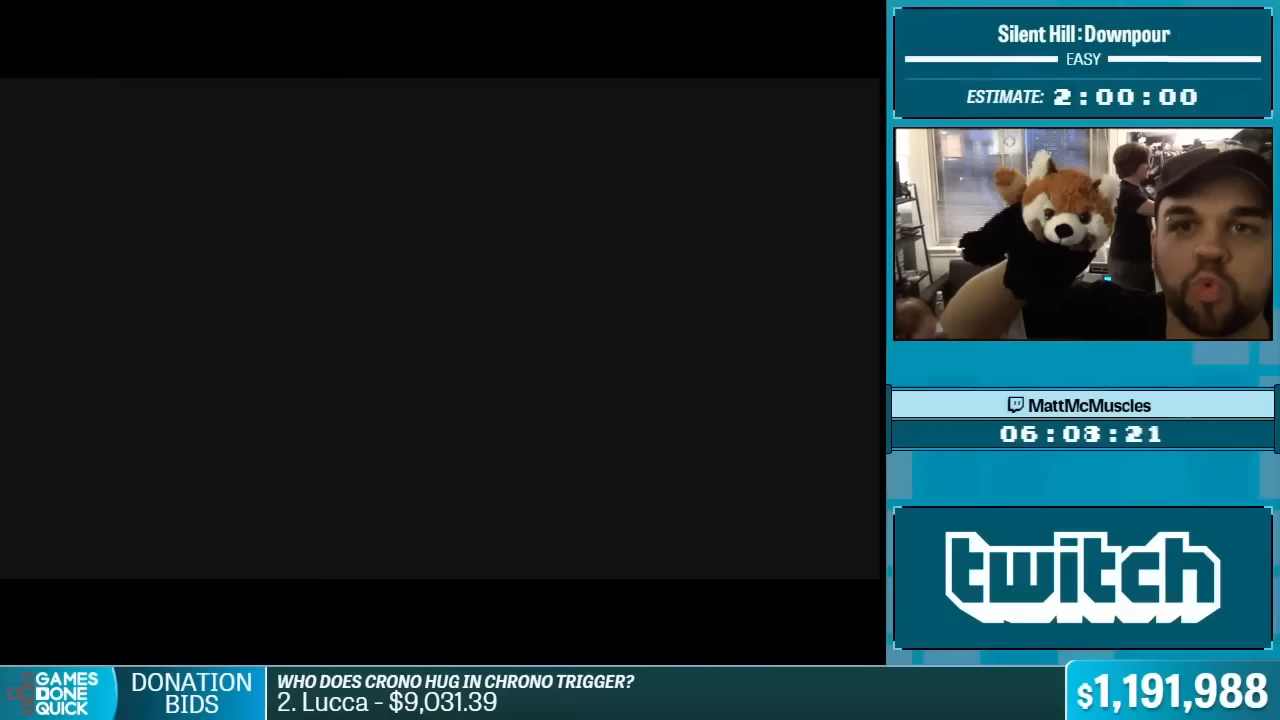 Silent Hill: Downpour
EASY
ESTIMATE: 2:00:00
MattMcMuscles
06:03:21
twitch
GAMES
DONE
QUICK
DONATION
BIDS
WHO DOES CRONO HUG IN CHRONO TRIGGER?
2. Lucca - $9,031.39
$1,191,988